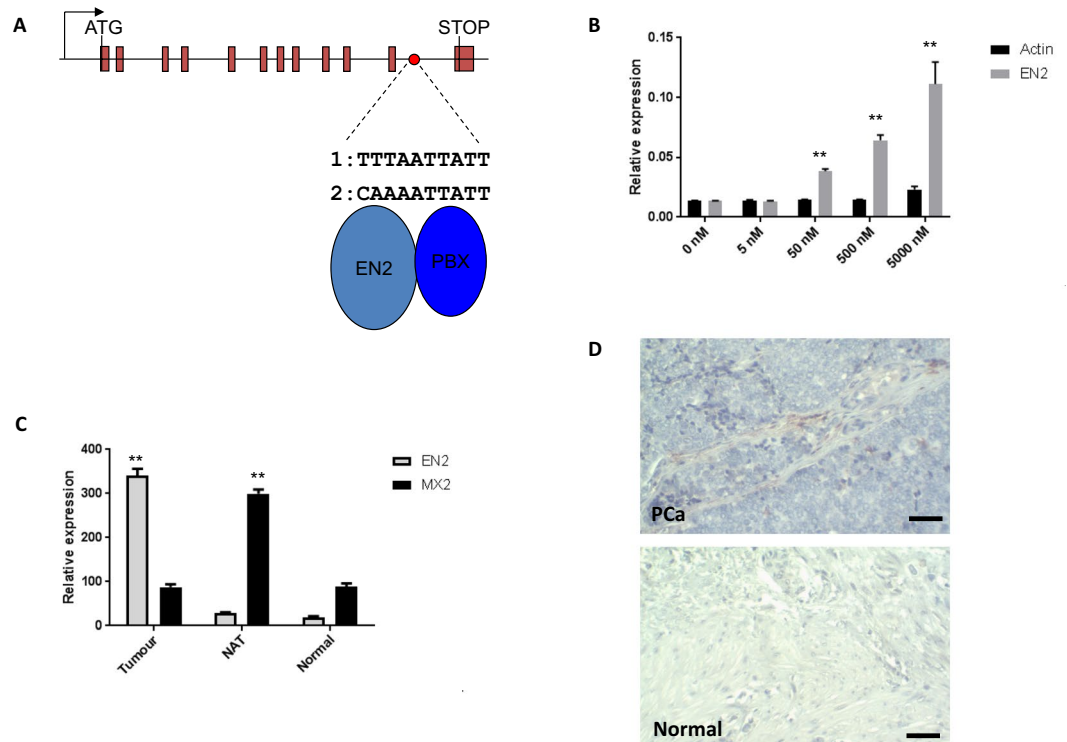 A
ATG
STOP
1:TTTAATTATT
2:CAAAATTATT
EN2
PBX
B
Relative expression
0.15
0.10
0.05
0.00
**
**
**
0 nM
5 nM
50 nM
500 nM
5000 nM
Actin
EN2
C
Relative expression
400
300
200
100
0
**
**
Tumour
NAT
Normal
EN2
MX2
D
PCa
Normal